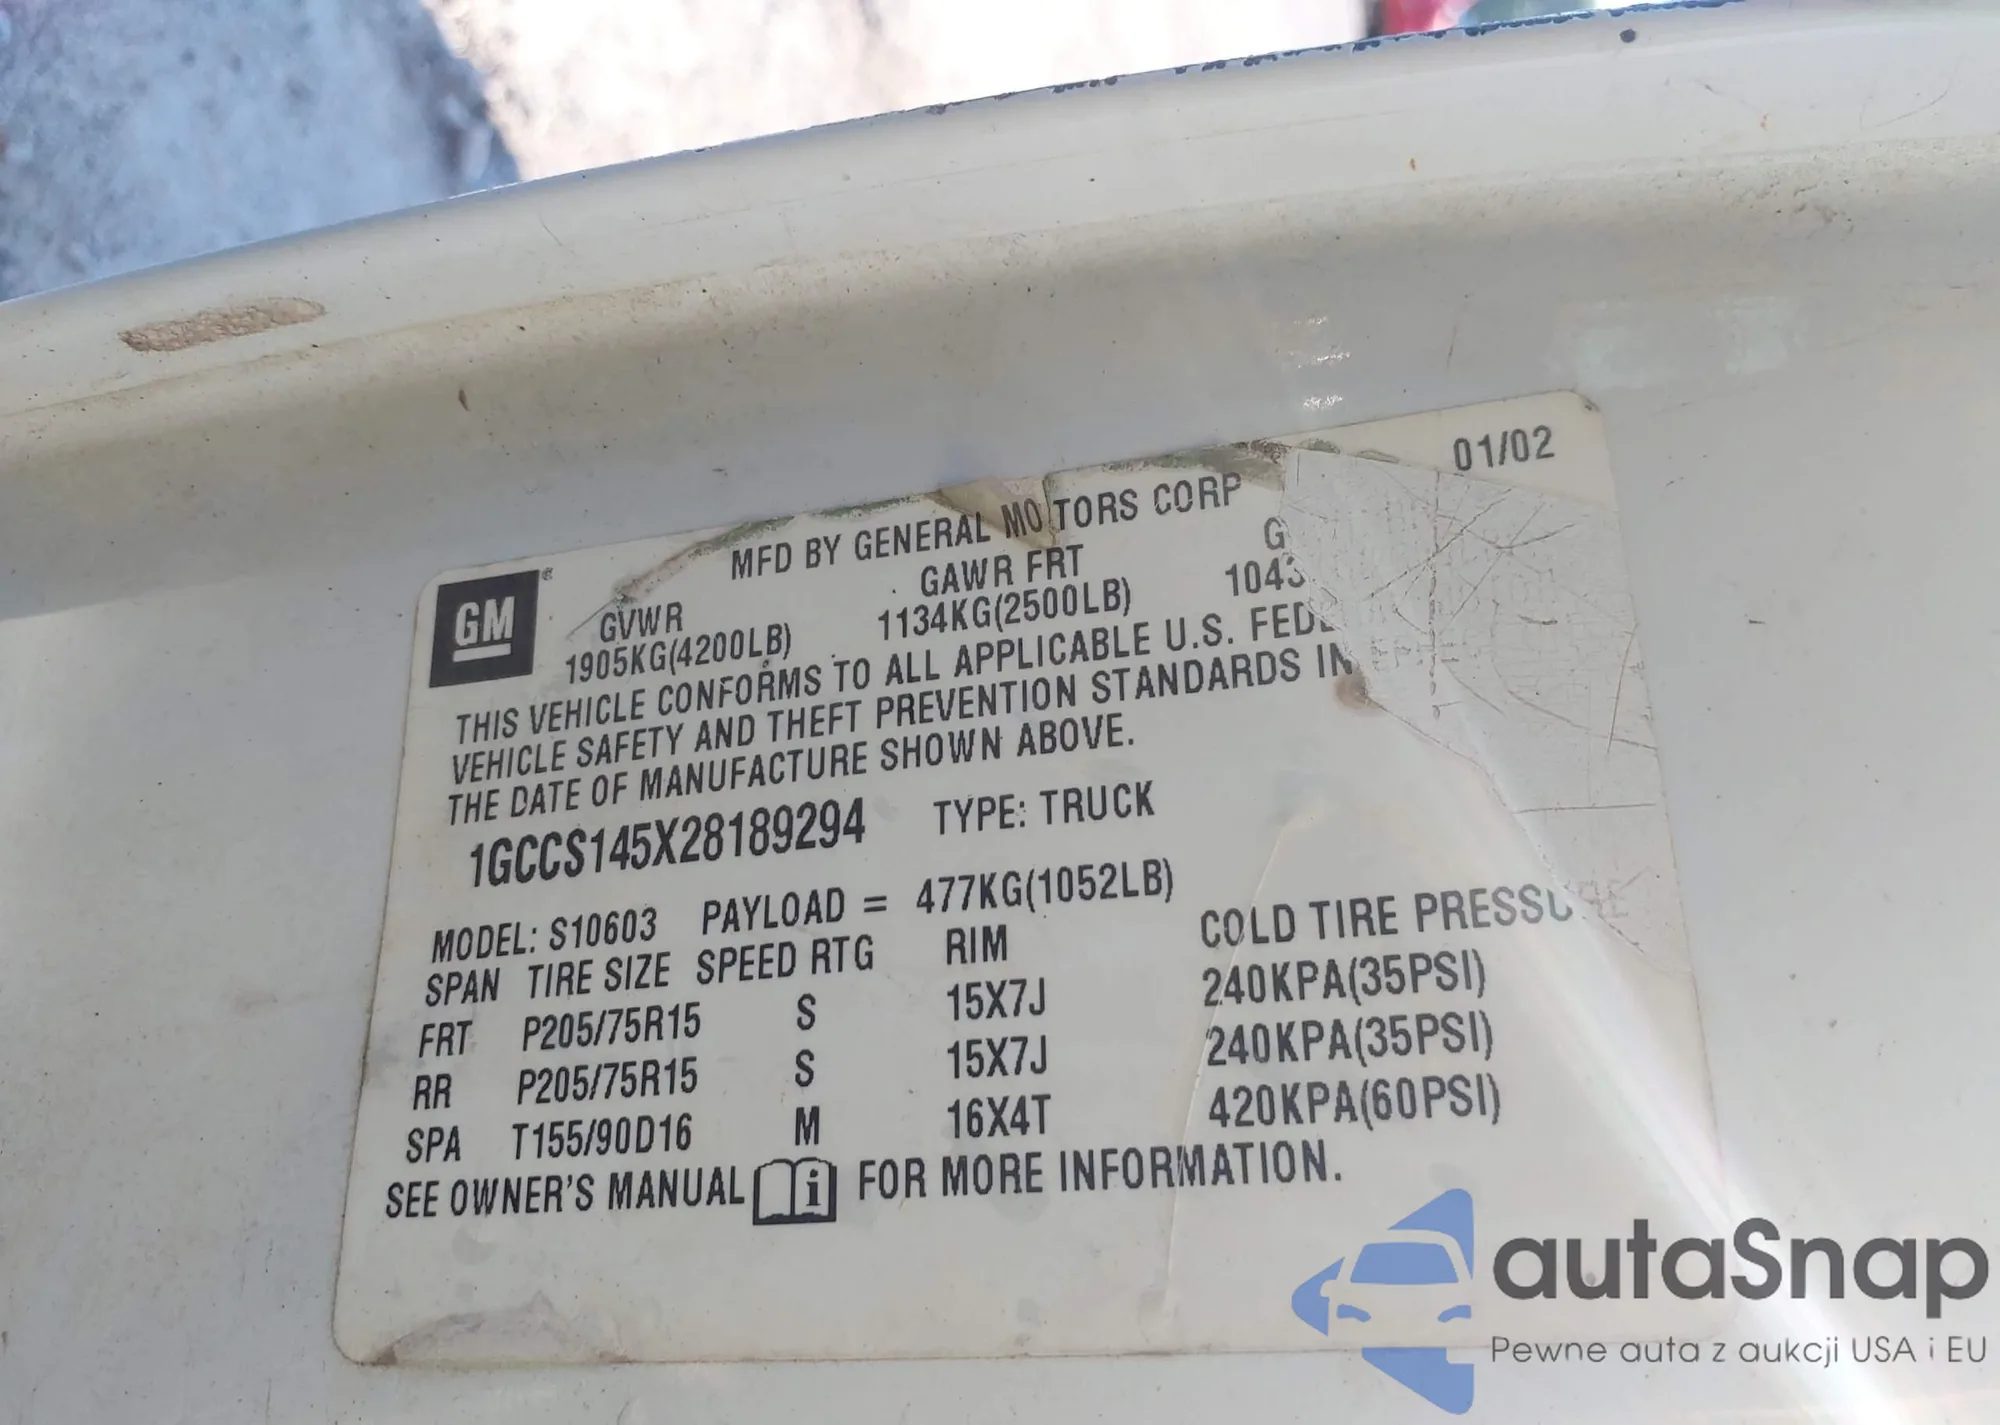 01/02
MFD BY GENERAL MOTORS CORP
GM
GVWR GAWR FRT G
1905KG(4200LB) 1134KG(2500LB) 1043
THIS VEHICLE CONFORMS TO ALL APPLICABLE U.S. FEDE
VEHICLE SAFETY AND THEFT PREVENTION STANDARDS IN
THE DATE OF MANUFACTURE SHOWN ABOVE.
1GCCS145X28189294 TYPE: TRUCK
MODEL: S10603 PAYLOAD = 477KG(1052LB)
SPAN TIRE SIZE SPEED RTG RIM COLD TIRE PRESSURE
FRT P205/75R15 S 15X7J 240KPA(35PSI)
RR P205/75R15 S 15X7J 240KPA(35PSI)
SPA T155/90D16 M 16X4T 420KPA(60PSI)
SEE OWNER'S MANUAL FOR MORE INFORMATION.
autaSnap
Pewne auta z aukcji USA i EU